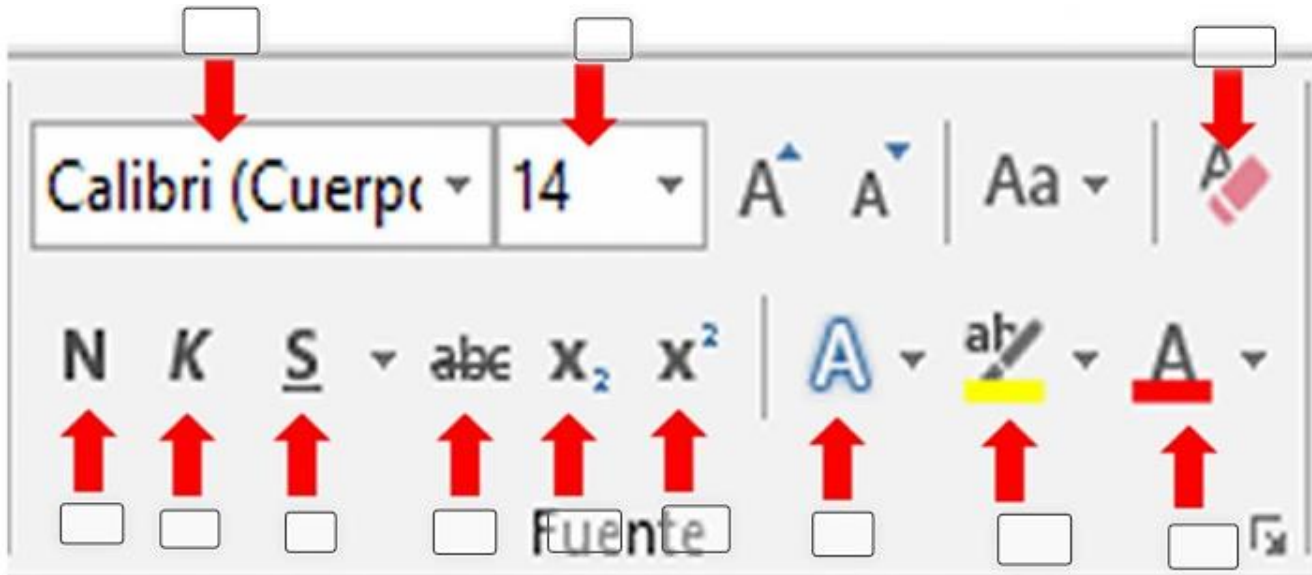 Calibri (Cuerpo 14 A A Aa A
N K S abc X₂ X² A ab A
Fuente